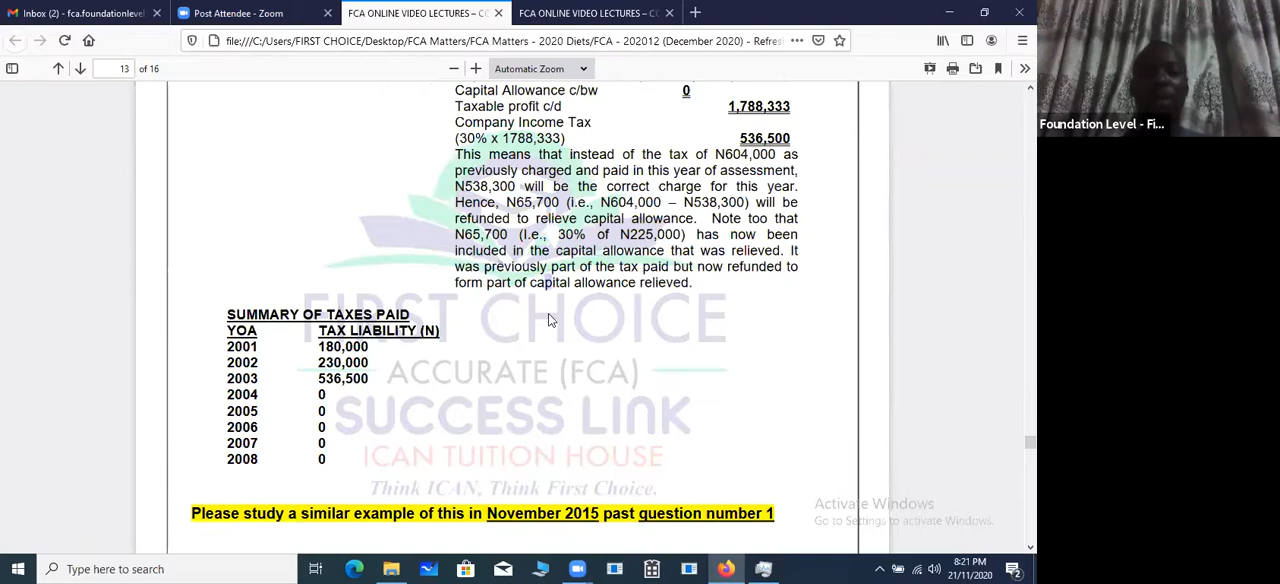 Inbox (2) - fca.foundationlevel
Post Attendee - Zoom
FCA ONLINE VIDEO LECTURES – CO
FCA ONLINE VIDEO LECTURES – CO
file:///C:/Users/FIRST CHOICE/Desktop/FCA Matters/FCA Matters - 2020 Diets/FCA - 202012 (December 2020) - Refres
13 of 16
Automatic Zoom
Foundation Level - Fi...
Capital Allowance c/bw 0
Taxable profit c/d 1,788,333
Company Income Tax
(30% x 1788,333) 536,500
This means that instead of the tax of N604,000 as
previously charged and paid in this year of assessment,
N538,300 will be the correct charge for this year.
Hence, N65,700 (i.e., N604,000 – N538,300) will be
refunded to relieve capital allowance. Note too that
N65,700 (I.e., 30% of N225,000) has now been
included in the capital allowance that was relieved. It
was previously part of the tax paid but now refunded to
form part of capital allowance relieved.
SUMMARY OF TAXES PAID
YOA TAX LIABILITY (N)
2001 180,000
2002 230,000
2003 536,500
2004 0
2005 0
2006 0
2007 0
2008 0
FIRST CHOICE
ACCURATE (FCA)
SUCCESS LINK
ICAN TUITION HOUSE
Think ICAN, Think First Choice.
Please study a similar example of this in November 2015 past question number 1
Activate Windows
Go to Settings to activate Windows.
Type here to search
8:21 PM
21/11/2020
2